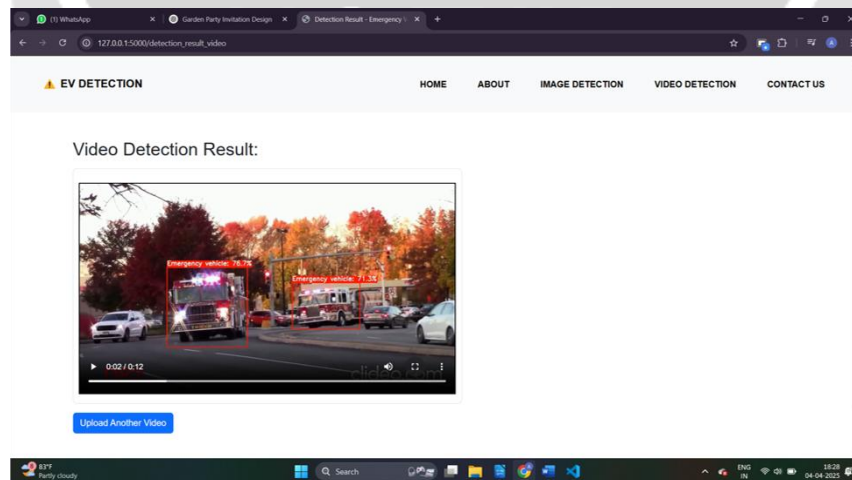 (1) WhatsApp
Garden Party Invitation Design
Detection Result - Emergency V
127.0.0.1:5000/detection_result_video
EV DETECTION
HOME
ABOUT
IMAGE DETECTION
VIDEO DETECTION
CONTACT US
Video Detection Result:
Emergency vehicle: 78.7%
Emergency vehicle: 71.3%
0:02 / 0:12
clideo.com
Upload Another Video
83°F
Partly cloudy
Search
ENG
IN
18:28
04-04-2025